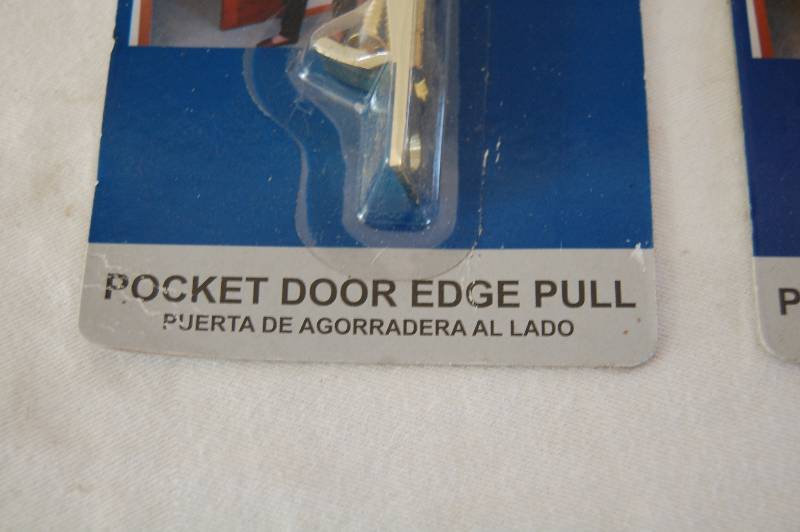 POCKET DOOR EDGE PULL
PUERTA DE AGORRADERA AL LADO
P